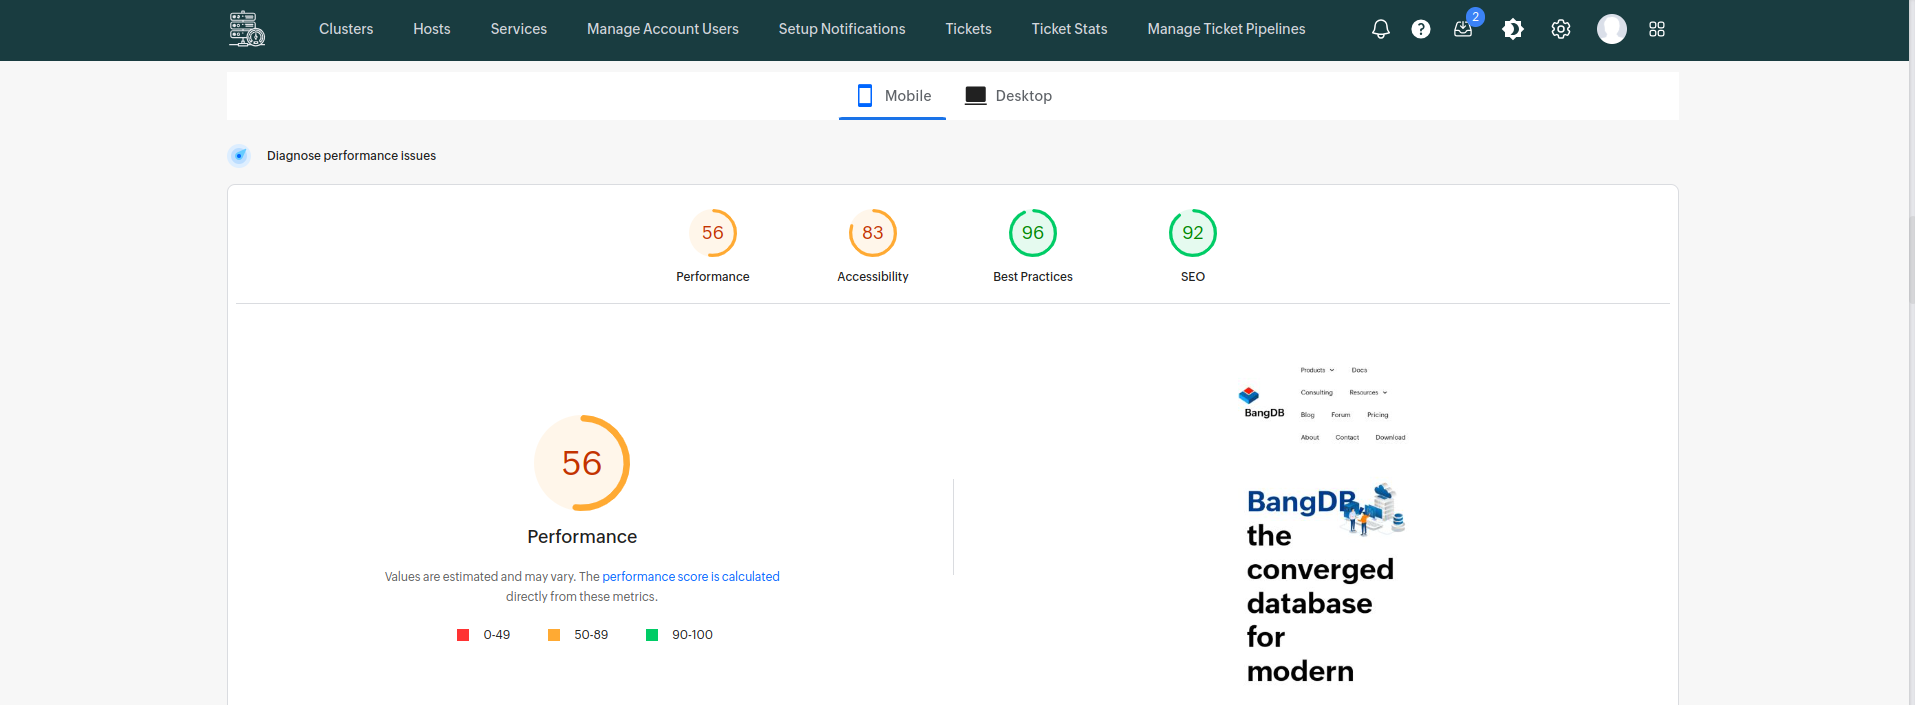 Clusters Hosts Services Manage Account Users Setup Notifications Tickets Ticket Stats Manage Ticket Pipelines 2
Mobile Desktop
Diagnose performance issues
56 83 96 92
Performance Accessibility Best Practices SEO
56
Performance
Values are estimated and may vary. The performance score is calculated
directly from these metrics.
0-49 50-89 90-100
Products Docs
Consulting Resources
BangDB
Blog Forum Pricing
About Contact Download
BangDB
the
converged
database
for
modern